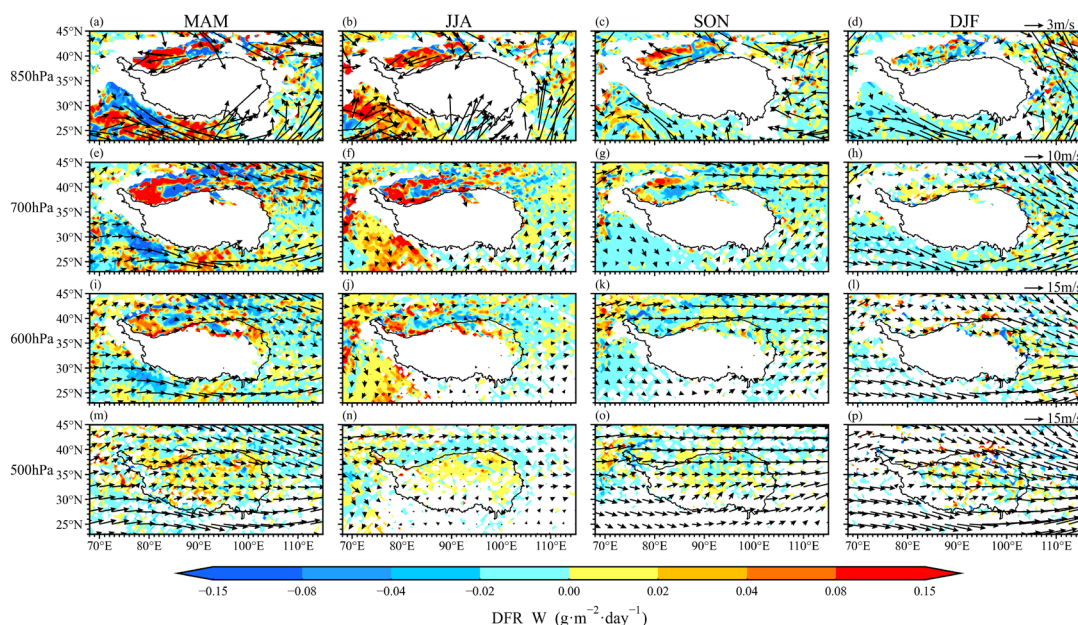 MAM JJA SON DJF
(a) (b) (c) (d) 3m/s
45°N
40°N
850hPa
35°N
30°N
25°N
(e) (f) (g) (h) 10m/s
45°N
40°N
700hPa
35°N
30°N
25°N
(i) (j) (k) (l) 15m/s
45°N
40°N
600hPa
35°N
30°N
25°N
(m) (n) (o) (p) 15m/s
45°N
40°N
500hPa
35°N
30°N
25°N
70°E 80°E 90°E 100°E 110°E 70°E 80°E 90°E 100°E 110°E 70°E 80°E 90°E 100°E 110°E 70°E 80°E 90°E 100°E 110°E
−0.15 −0.08 −0.04 −0.02 0.00 0.02 0.04 0.08 0.15
DFR_W (g·m⁻²·day⁻¹)